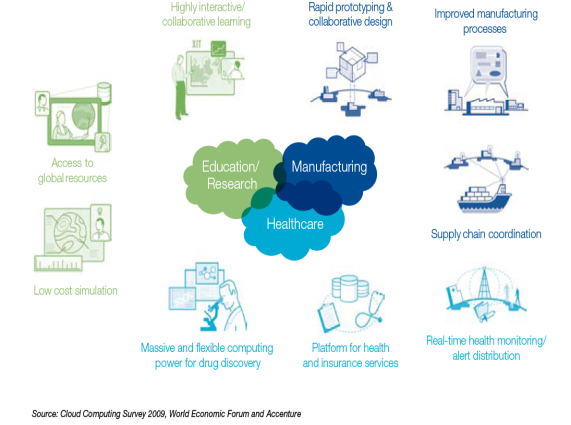 Highly interactive/
collaborative learning
Rapid prototyping &
collaborative design
Improved manufacturing
processes
Access to
global resources
Education/
Research
Manufacturing
Healthcare
Supply chain coordination
Low cost simulation
Massive and flexible computing
power for drug discovery
Platform for health
and insurance services
Real-time health monitoring/
alert distribution
Source: Cloud Computing Survey 2009, World Economic Forum and Accenture